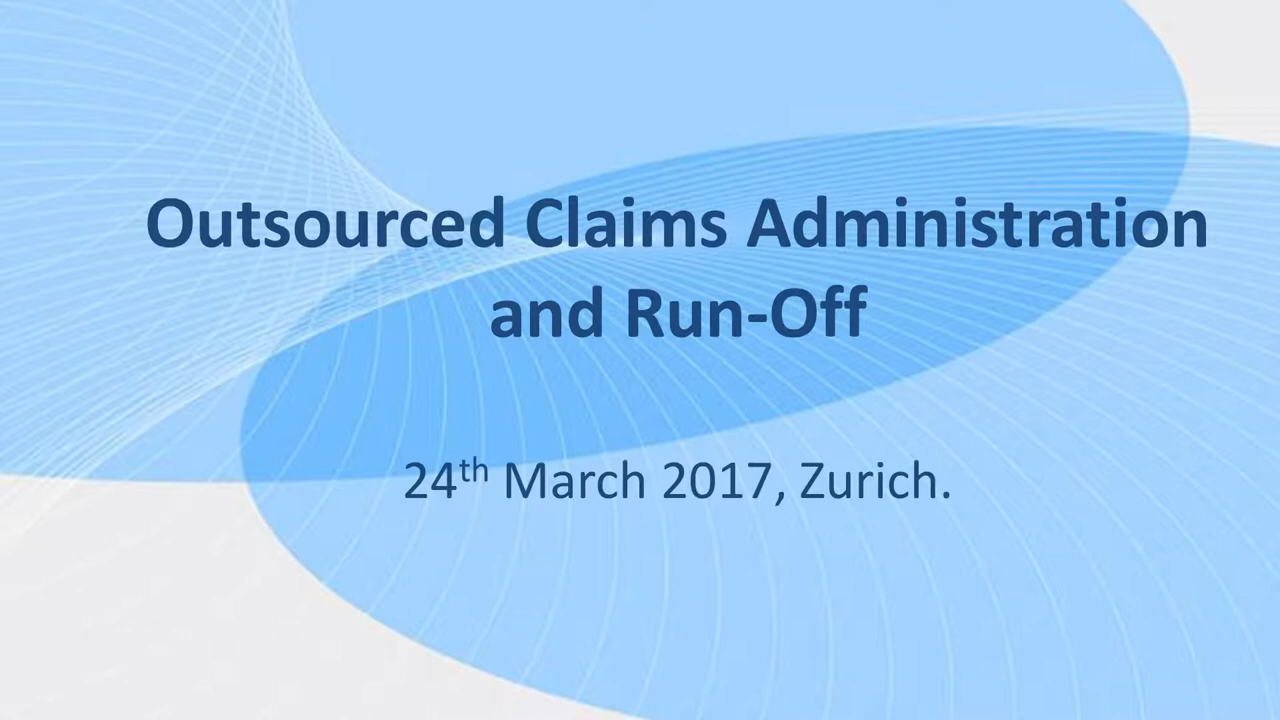 Outsourced Claims Administration
and Run-Off
24th March 2017, Zurich.